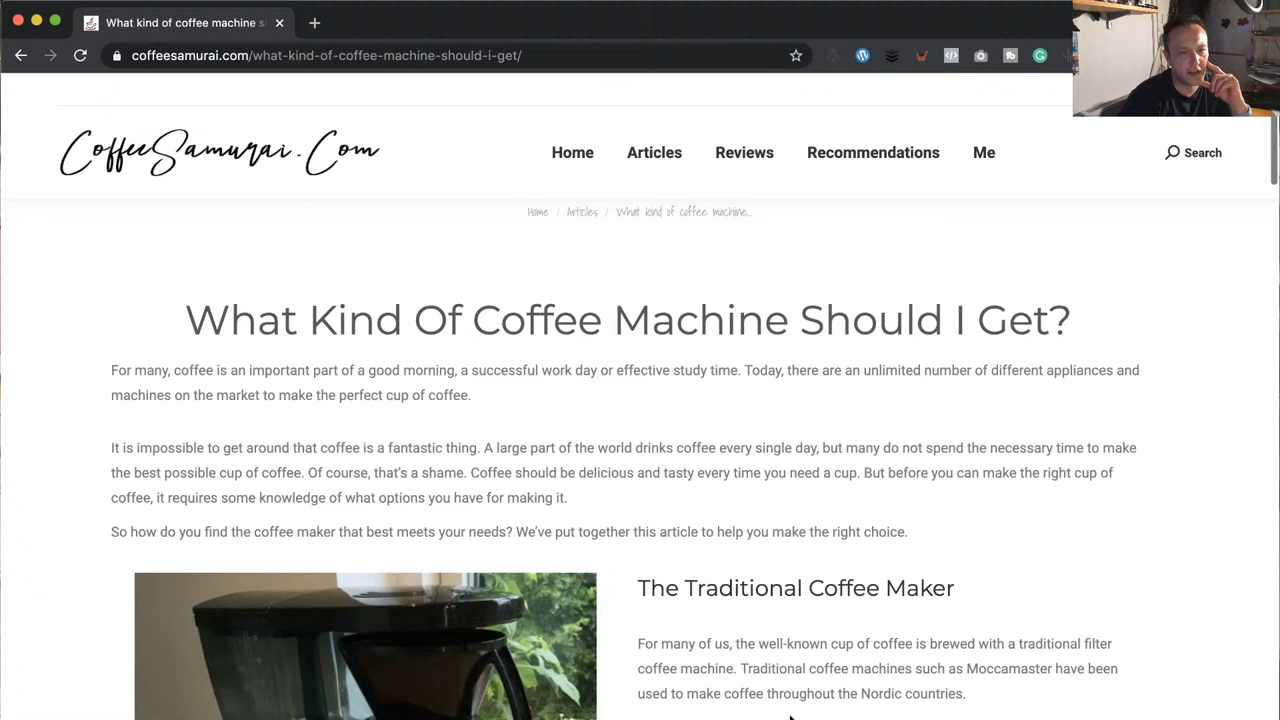 What kind of coffee machine s
coffeesamurai.com/what-kind-of-coffee-machine-should-i-get/
CoffeeSamurai.Com
Home
Articles
Reviews
Recommendations
Me
Search
Home / Articles / What kind of coffee machine...
What Kind Of Coffee Machine Should I Get?
For many, coffee is an important part of a good morning, a successful work day or effective study time. Today, there are an unlimited number of different appliances and
machines on the market to make the perfect cup of coffee.
It is impossible to get around that coffee is a fantastic thing. A large part of the world drinks coffee every single day, but many do not spend the necessary time to make
the best possible cup of coffee. Of course, that's a shame. Coffee should be delicious and tasty every time you need a cup. But before you can make the right cup of
coffee, it requires some knowledge of what options you have for making it.
So how do you find the coffee maker that best meets your needs? We've put together this article to help you make the right choice.
The Traditional Coffee Maker
For many of us, the well-known cup of coffee is brewed with a traditional filter
coffee machine. Traditional coffee machines such as Moccamaster have been
used to make coffee throughout the Nordic countries.